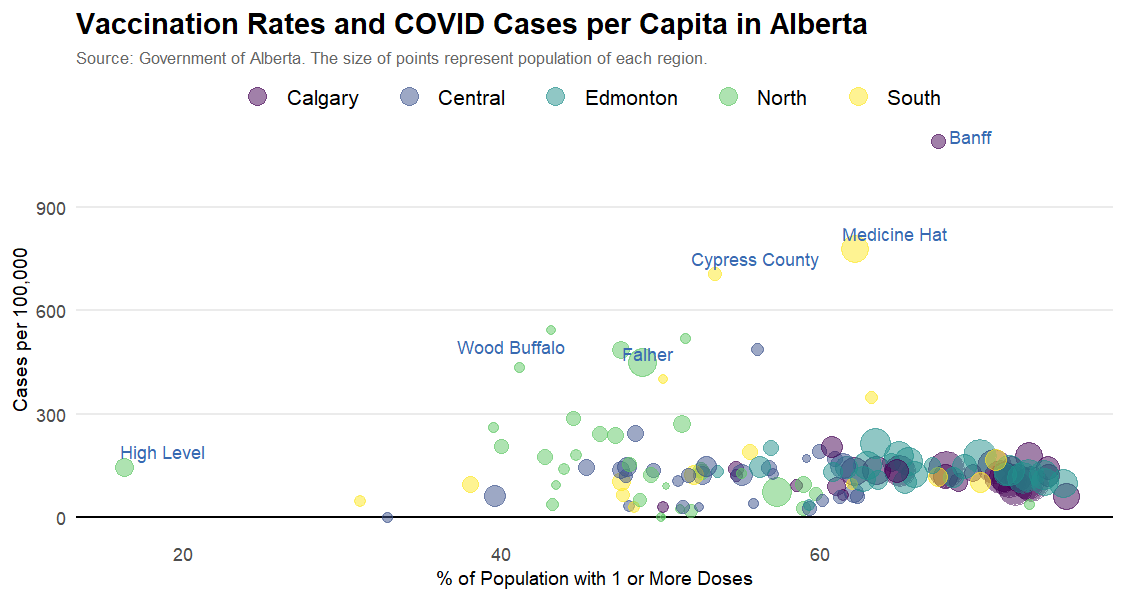 Vaccination Rates and COVID Cases per Capita in Alberta
Source: Government of Alberta. The size of points represent population of each region.
Calgary Central Edmonton North South
Banff
900
Medicine Hat
Cypress County
600
Wood Buffalo
Falher
300
High Level
0
Cases per 100,000
20 40 60
% of Population with 1 or More Doses